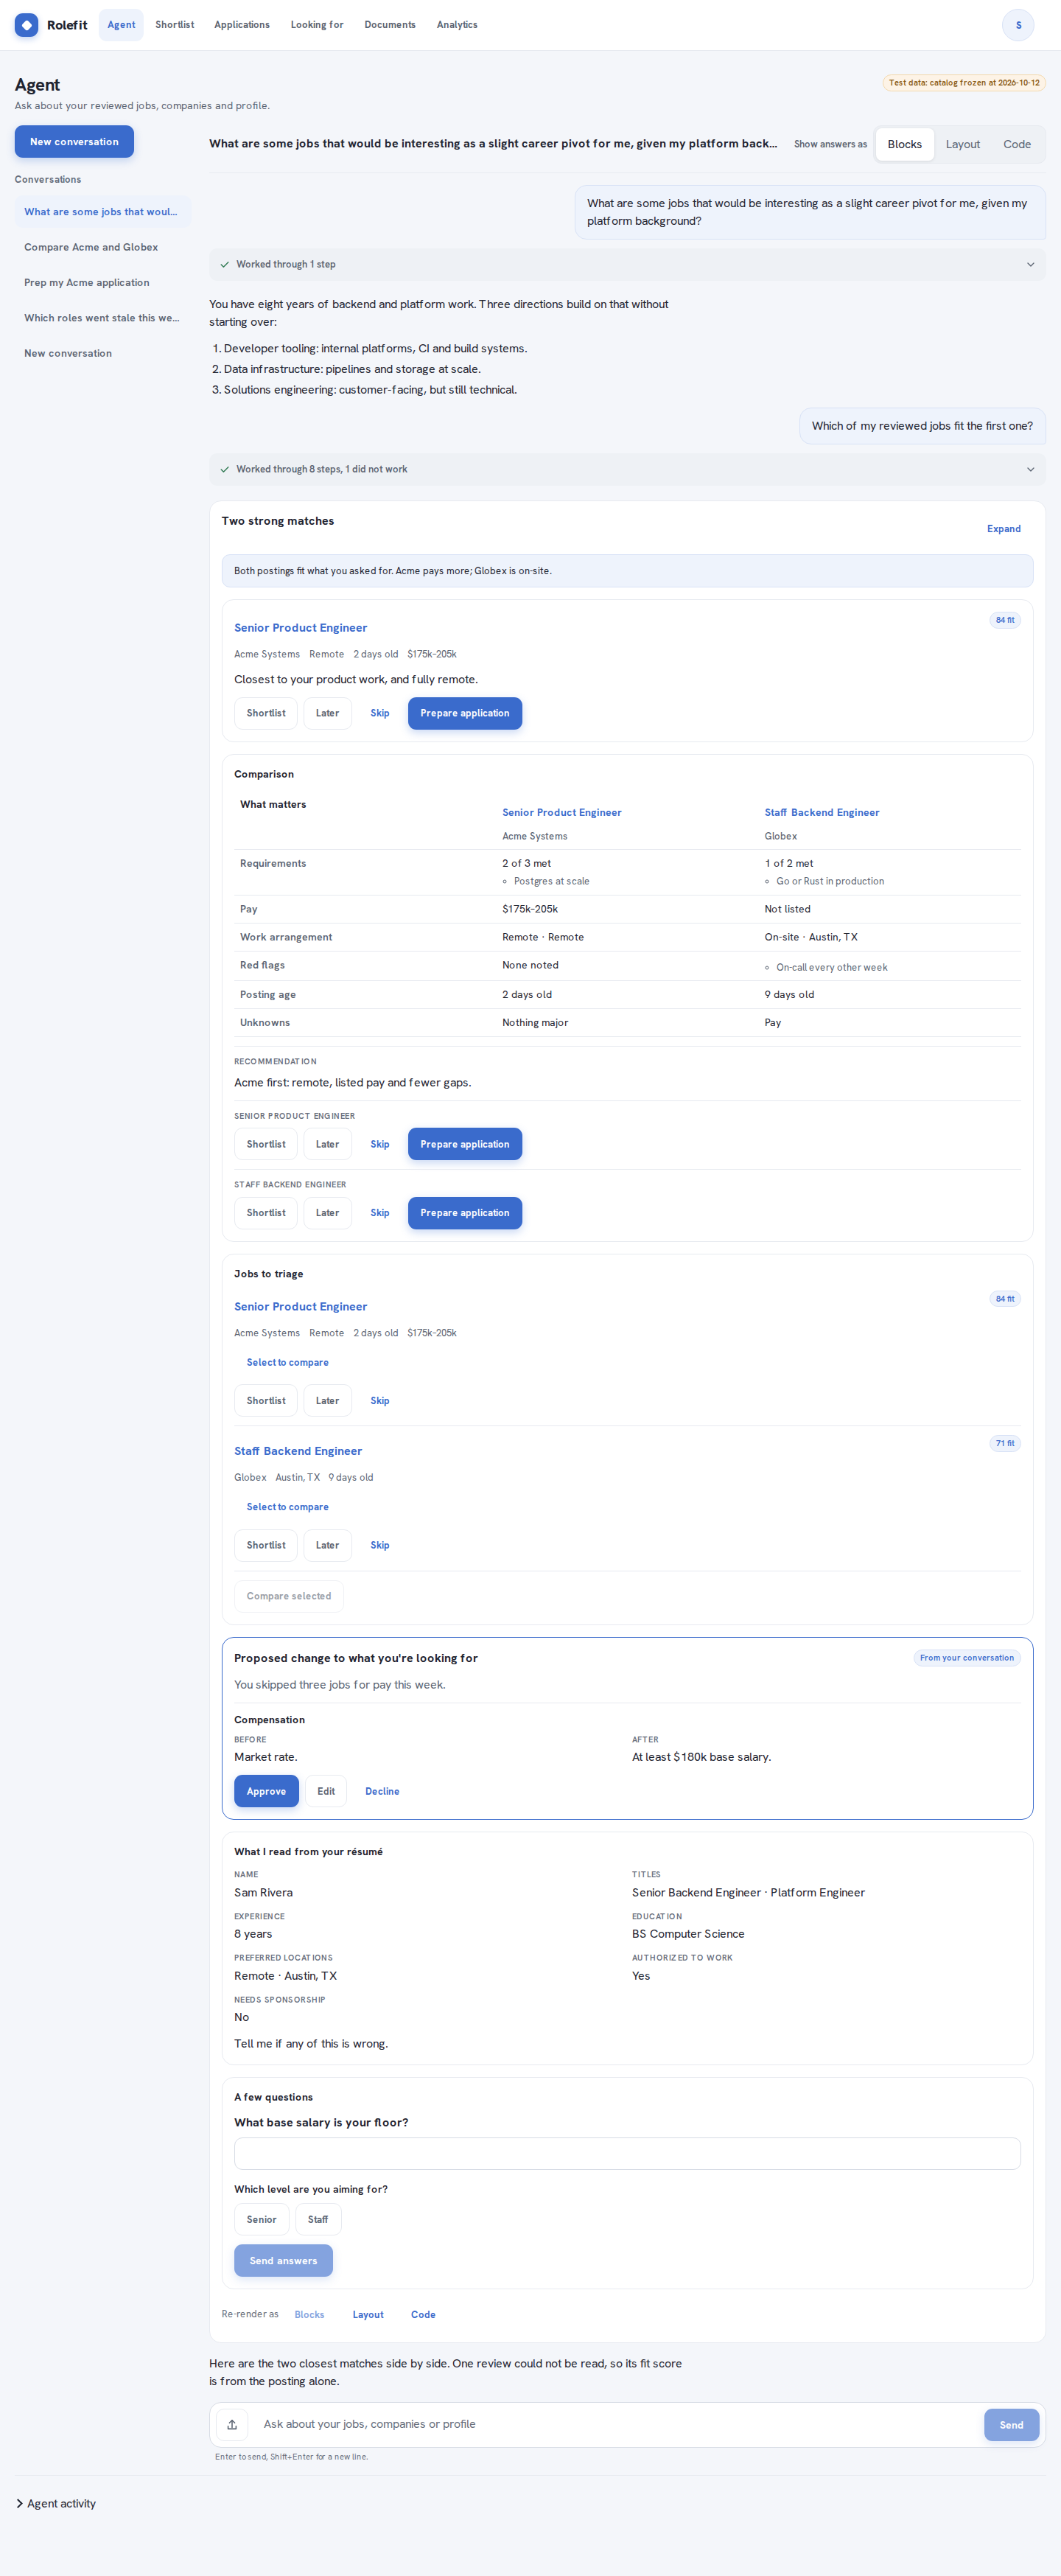 Rolefit
Agent
Shortlist
Applications
Looking for
Documents
Analytics
S
Agent
Test data: catalog frozen at 2026-10-12
Ask about your reviewed jobs, companies and profile.
New conversation
Conversations
What are some jobs that woul...
Compare Acme and Globex
Prep my Acme application
Which roles went stale this we...
New conversation
What are some jobs that would be interesting as a slight career pivot for me, given my platform back...
Show answers as
Blocks
Layout
Code
What are some jobs that would be interesting as a slight career pivot for me, given my
platform background?
Worked through 1 step
You have eight years of backend and platform work. Three directions build on that without
starting over:
1. Developer tooling: internal platforms, CI and build systems.
2. Data infrastructure: pipelines and storage at scale.
3. Solutions engineering: customer-facing, but still technical.
Which of my reviewed jobs fit the first one?
Worked through 8 steps, 1 did not work
Two strong matches
Expand
Both postings fit what you asked for. Acme pays more; Globex is on-site.
Senior Product Engineer
84 fit
Acme Systems Remote 2 days old $175k–205k
Closest to your product work, and fully remote.
Shortlist Later Skip Prepare application
Comparison
What matters Senior Product Engineer Staff Backend Engineer
Acme Systems Globex
Requirements 2 of 3 met 1 of 2 met
Postgres at scale Go or Rust in production
Pay $175k–205k Not listed
Work arrangement Remote · Remote On-site · Austin, TX
Red flags None noted On-call every other week
Posting age 2 days old 9 days old
Unknowns Nothing major Pay
RECOMMENDATION
Acme first: remote, listed pay and fewer gaps.
SENIOR PRODUCT ENGINEER
Shortlist Later Skip Prepare application
STAFF BACKEND ENGINEER
Shortlist Later Skip Prepare application
Jobs to triage
Senior Product Engineer
84 fit
Acme Systems Remote 2 days old $175k–205k
Select to compare
Shortlist Later Skip
Staff Backend Engineer
71 fit
Globex Austin, TX 9 days old
Select to compare
Shortlist Later Skip
Compare selected
Proposed change to what you're looking for
From your conversation
You skipped three jobs for pay this week.
Compensation
BEFORE AFTER
Market rate. At least $180k base salary.
Approve Edit Decline
What I read from your résumé
NAME TITLES
Sam Rivera Senior Backend Engineer · Platform Engineer
EXPERIENCE EDUCATION
8 years BS Computer Science
PREFERRED LOCATIONS AUTHORIZED TO WORK
Remote · Austin, TX Yes
NEEDS SPONSORSHIP
No
Tell me if any of this is wrong.
A few questions
What base salary is your floor?
Which level are you aiming for?
Senior Staff
Send answers
Re-render as Blocks Layout Code
Here are the two closest matches side by side. One review could not be read, so its fit score
is from the posting alone.
Ask about your jobs, companies or profile
Send
Enter to send, Shift+Enter for a new line.
Agent activity